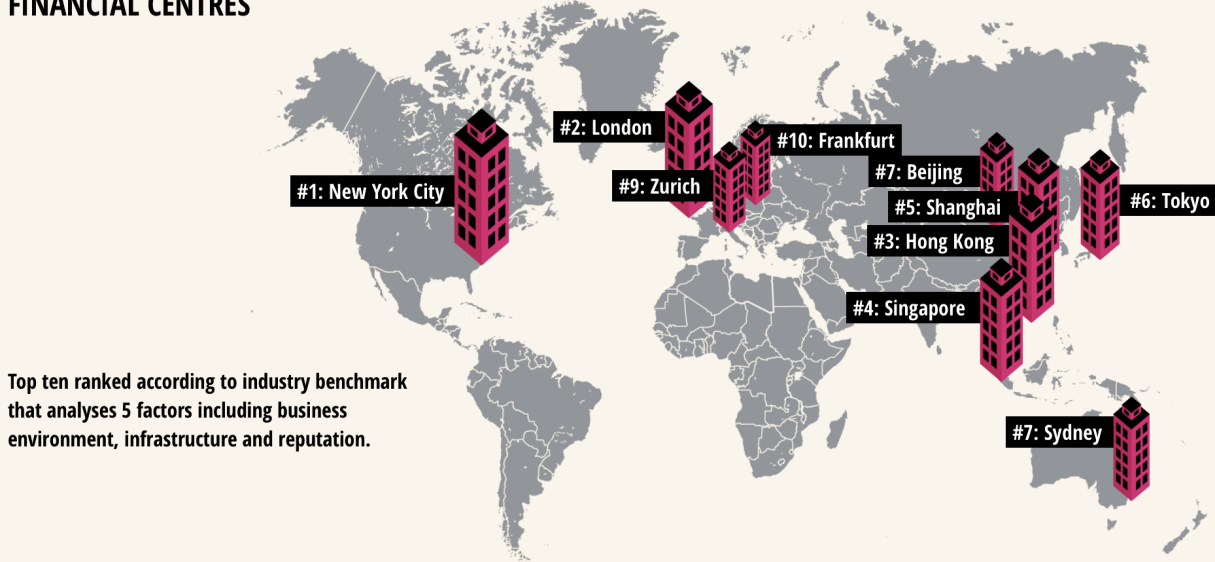 FINANCIAL CENTRES
#2: London
#10: Frankfurt
#7: Beijing
#9: Zurich
#1: New York City
#6: Tokyo
#5: Shanghai
#3: Hong Kong
#4: Singapore
Top ten ranked according to industry benchmark
that analyses 5 factors including business
environment, infrastructure and reputation.
#7: Sydney